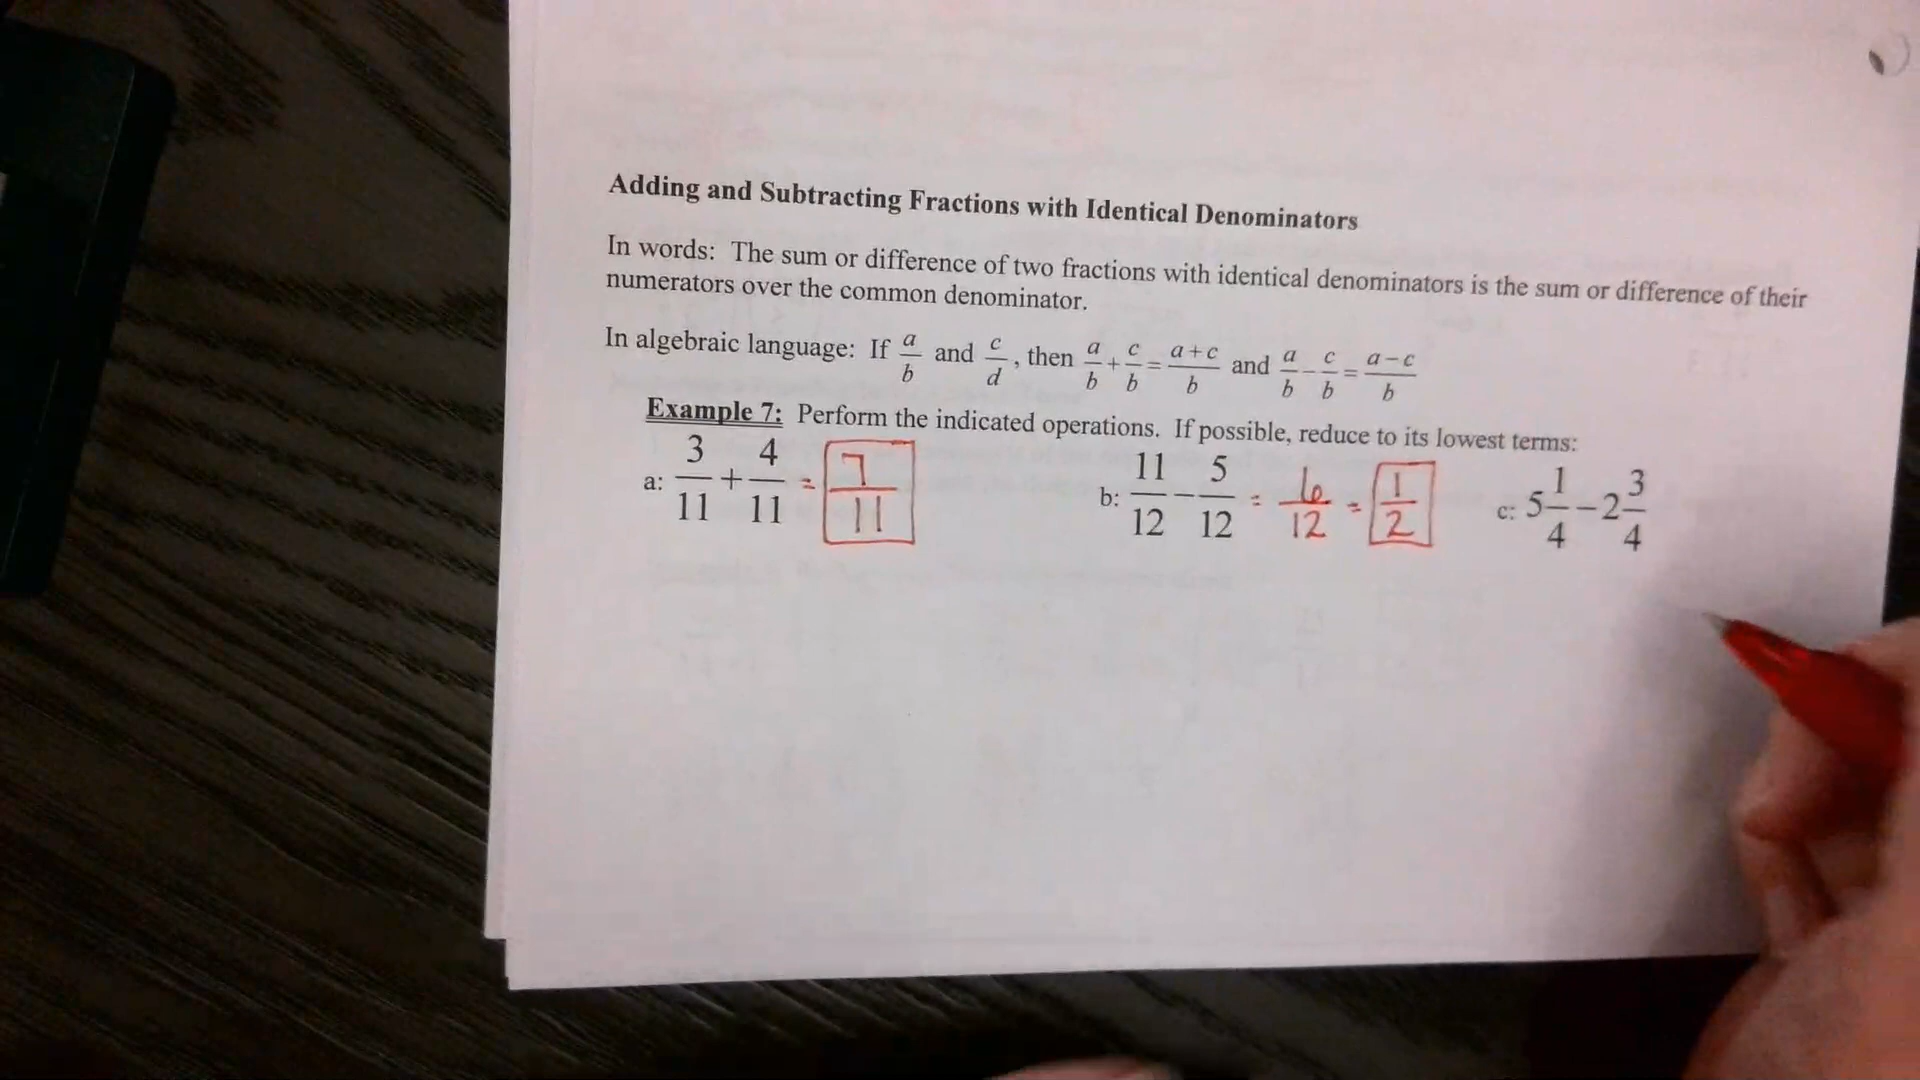 Adding and Subtracting Fractions with Identical Denominators
In words: The sum or difference of two fractions with identical denominators is the sum or difference of their
numerators over the common denominator.
In algebraic language: If a/b and c/d, then a/b + c/b = a+c/b and a/b - c/b = a-c/b
Example 7: Perform the indicated operations. If possible, reduce to its lowest terms:
a: 3/11 + 4/11 = 7/11
b: 11/12 - 5/12 = 6/12 = 1/2
c: 5 1/4 - 2 3/4